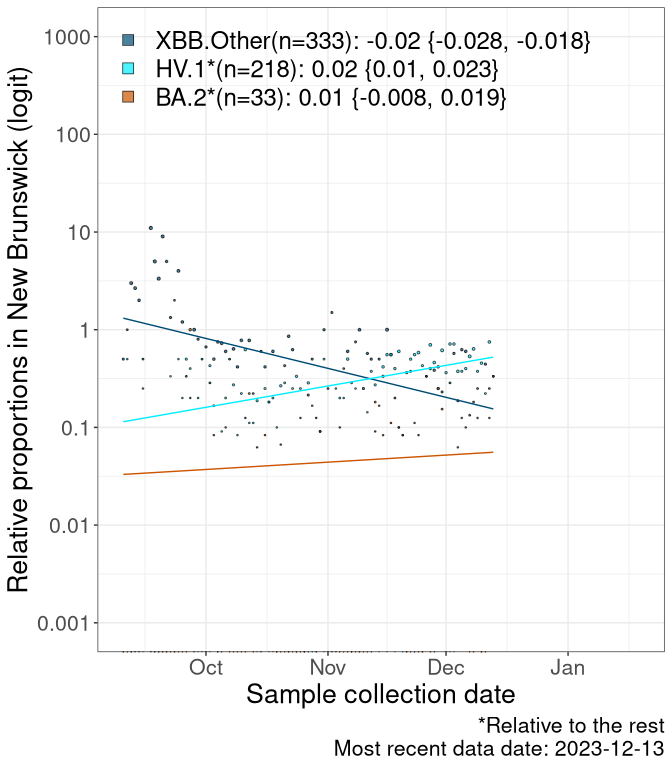 XBB.Other(n=333): -0.02 {-0.028, -0.018}
HV.1*(n=218): 0.02 {0.01, 0.023}
BA.2*(n=33): 0.01 {-0.008, 0.019}
Relative proportions in New Brunswick (logit)
1000
100
10
1
0.1
0.01
0.001
Oct Nov Dec Jan
Sample collection date
*Relative to the rest
Most recent data date: 2023-12-13